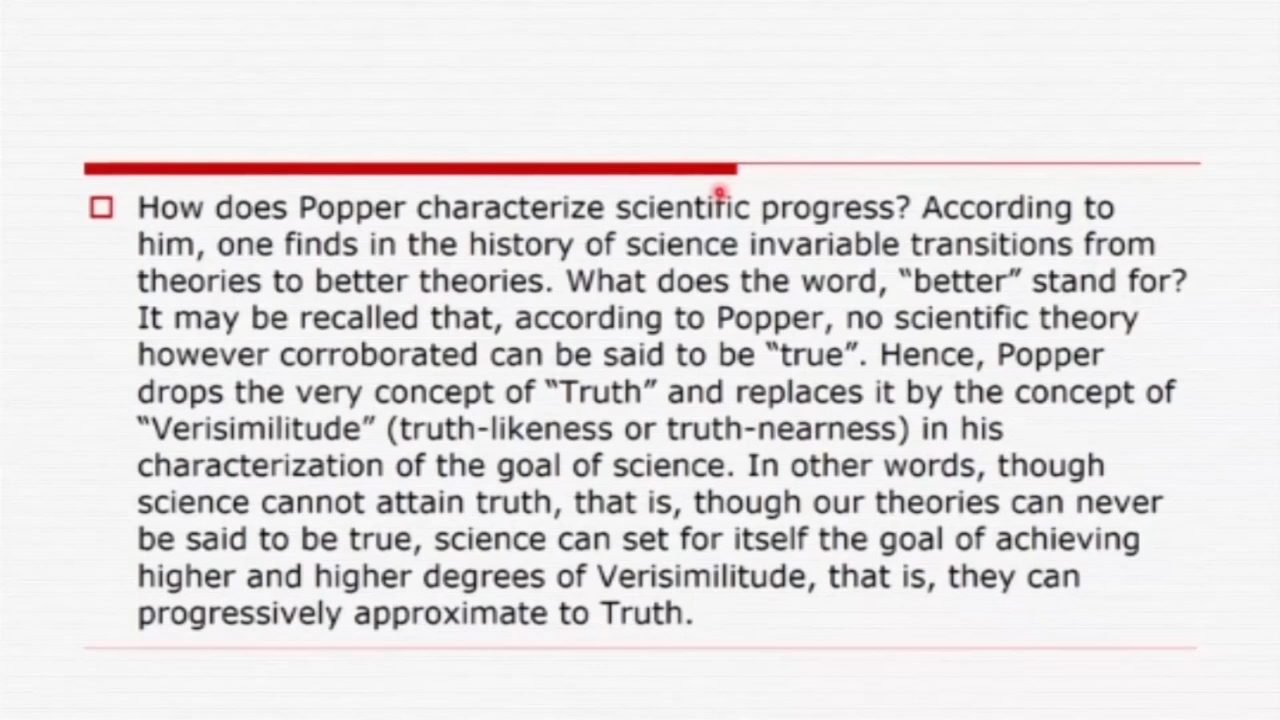 How does Popper characterize scientific progress? According to
him, one finds in the history of science invariable transitions from
theories to better theories. What does the word, “better” stand for?
It may be recalled that, according to Popper, no scientific theory
however corroborated can be said to be “true”. Hence, Popper
drops the very concept of “Truth” and replaces it by the concept of
“Verisimilitude” (truth-likeness or truth-nearness) in his
characterization of the goal of science. In other words, though
science cannot attain truth, that is, though our theories can never
be said to be true, science can set for itself the goal of achieving
higher and higher degrees of Verisimilitude, that is, they can
progressively approximate to Truth.